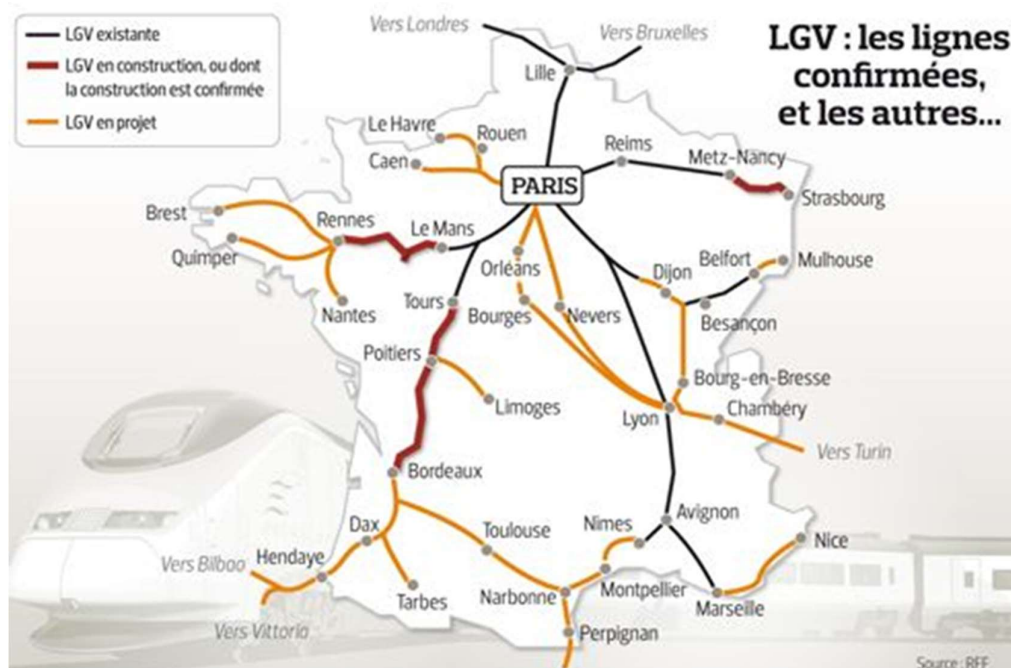 LGV existante
LGV en construction, ou dont
la construction est confirmée
LGV en projet
LGV : les lignes
confirmées,
et les autres...
Vers Londres
Vers Bruxelles
Lille
Le Havre
Rouen
Caen
Reims
Metz-Nancy
PARIS
Strasbourg
Brest
Rennes
Le Mans
Quimper
Orléans
Dijon
Belfort
Mulhouse
Nantes
Tours
Bourges
Nevers
Besançon
Poitiers
Limoges
Bourg-en-Bresse
Lyon
Chambéry
Vers Turin
Bordeaux
Dax
Toulouse
Nimes
Avignon
Nice
Vers Bilbao
Hendaye
Tarbes
Narbonne
Montpellier
Marseille
Vers Vittoria
Perpignan
Source : RFF